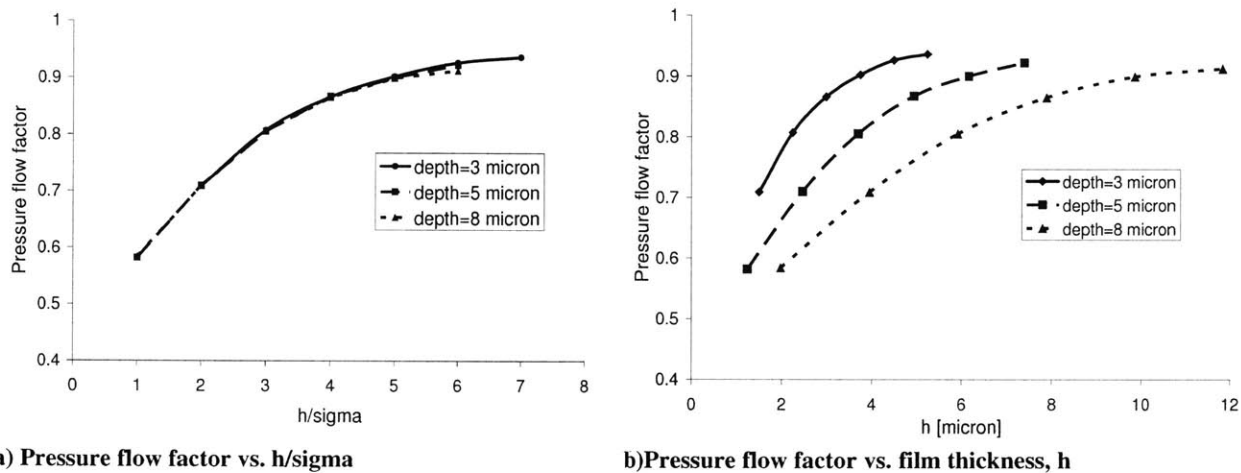 1
0.9
0.8
0.7
0.6
0.5
0.4
Pressure flow factor
0 1 2 3 4 5 6 7 8
h/sigma
depth=3 micron
depth=5 micron
depth=8 micron
a) Pressure flow factor vs. h/sigma
1
0.9
0.8
0.7
0.6
0.5
0.4
Pressure flow factor
0 2 4 6 8 10 12
h [micron]
depth=3 micron
depth=5 micron
depth=8 micron
b)Pressure flow factor vs. film thickness, h